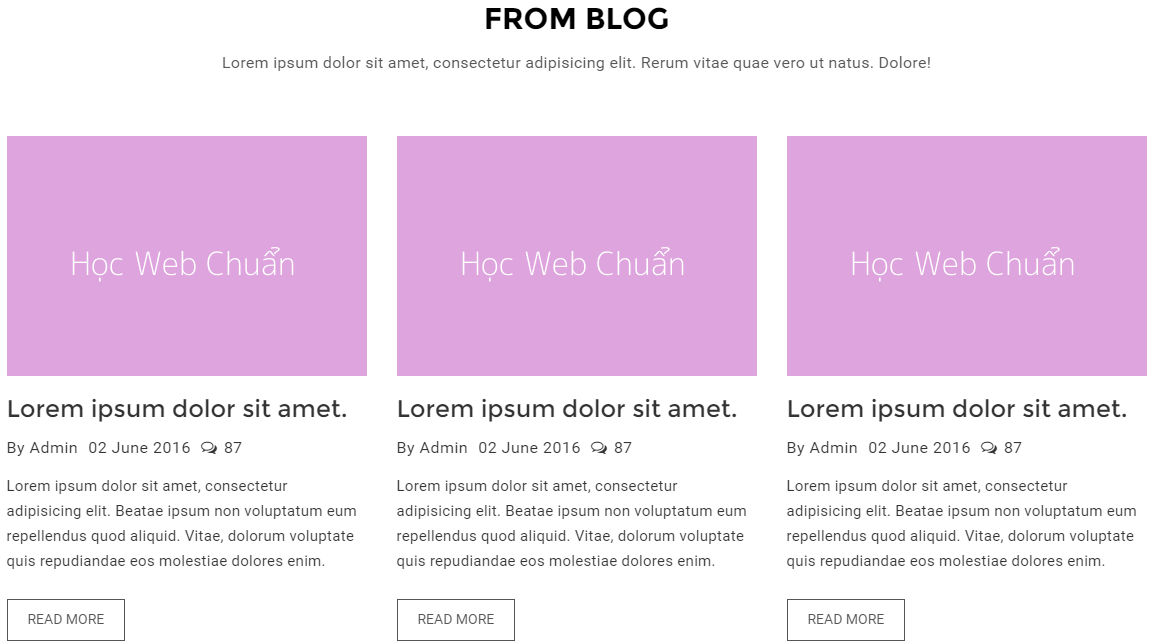 FROM BLOG
Lorem ipsum dolor sit amet, consectetur adipisicing elit. Rerum vitae quae vero ut natus. Dolore!
Học Web Chuẩn
Lorem ipsum dolor sit amet.
By Admin 02 June 2016 87
Lorem ipsum dolor sit amet, consectetur
adipisicing elit. Beatae ipsum non voluptatum eum
repellendus quod aliquid. Vitae, dolorum voluptate
quis repudiandae eos molestiae dolores enim.
READ MORE
Học Web Chuẩn
Lorem ipsum dolor sit amet.
By Admin 02 June 2016 87
Lorem ipsum dolor sit amet, consectetur
adipisicing elit. Beatae ipsum non voluptatum eum
repellendus quod aliquid. Vitae, dolorum voluptate
quis repudiandae eos molestiae dolores enim.
READ MORE
Học Web Chuẩn
Lorem ipsum dolor sit amet.
By Admin 02 June 2016 87
Lorem ipsum dolor sit amet, consectetur
adipisicing elit. Beatae ipsum non voluptatum eum
repellendus quod aliquid. Vitae, dolorum voluptate
quis repudiandae eos molestiae dolores enim.
READ MORE